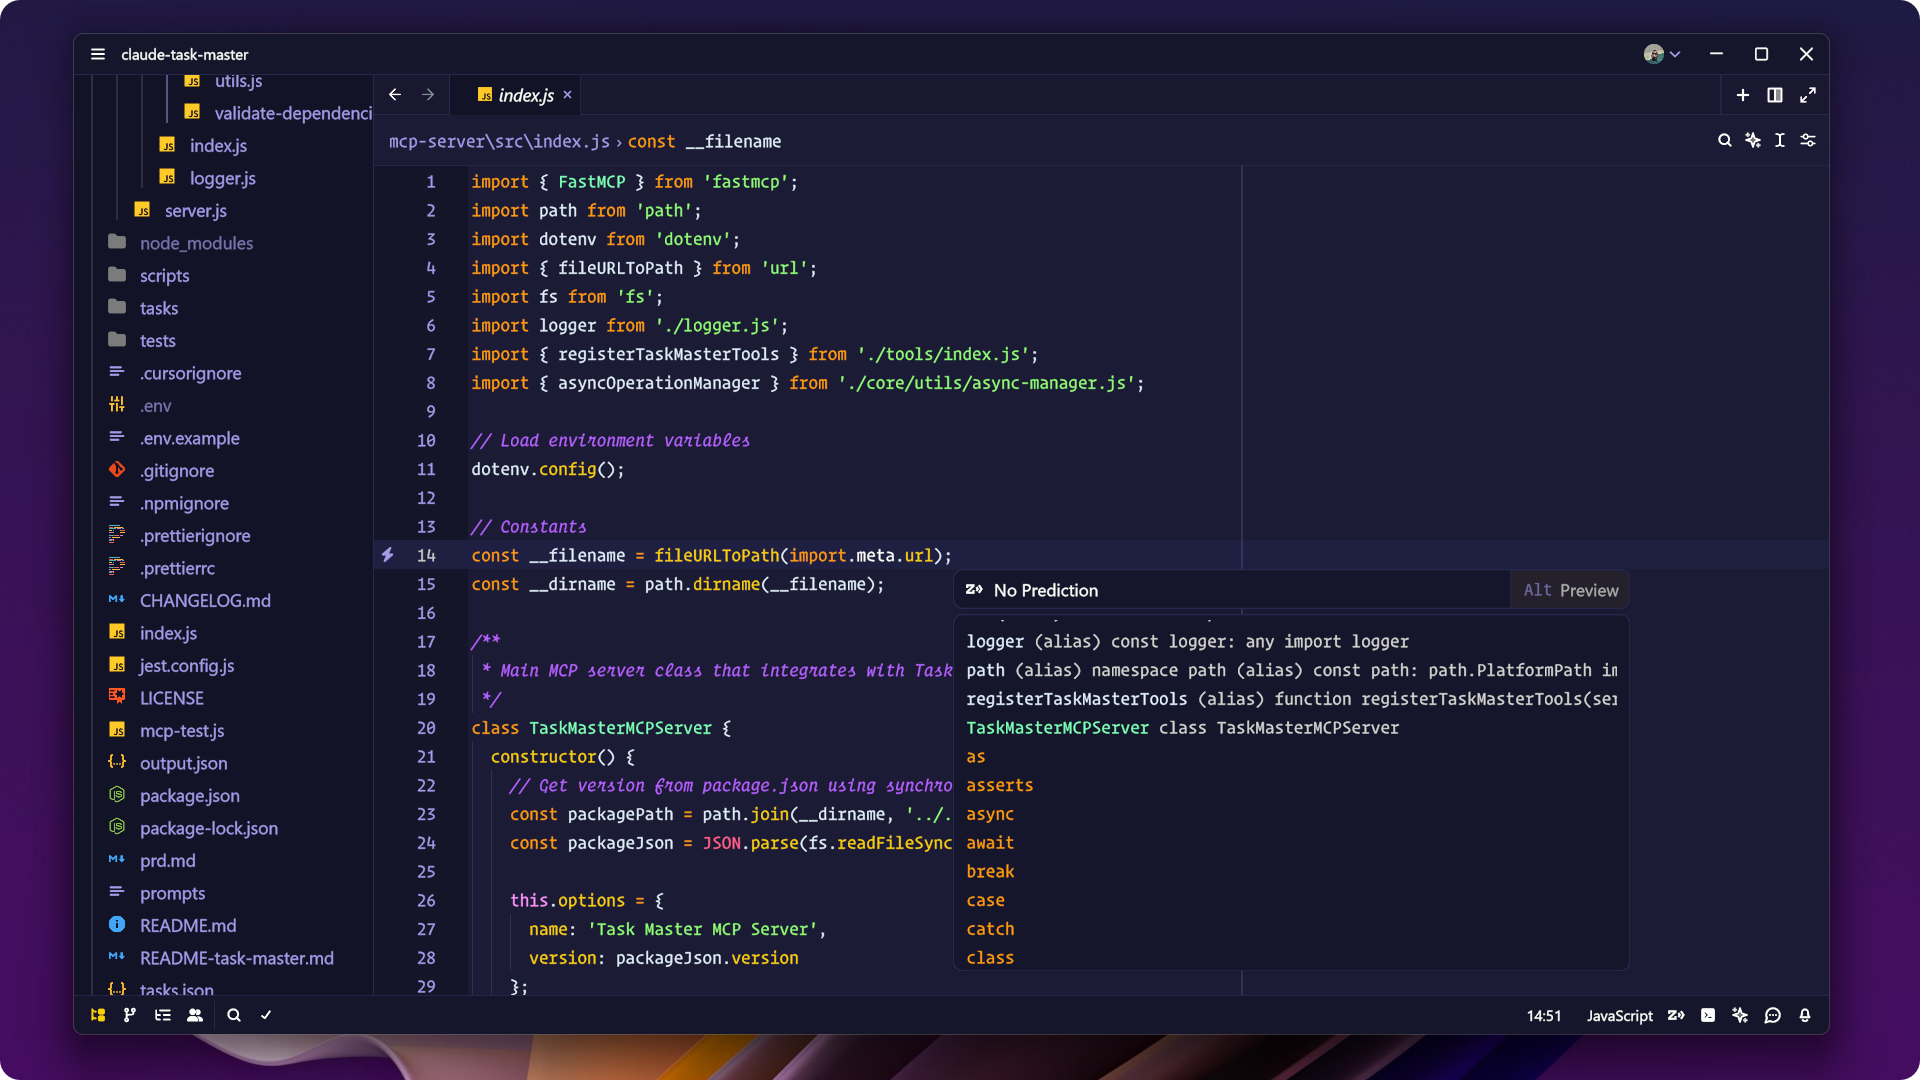 claude-task-master
utils.js
validate-dependenci
index.js
logger.js
server.js
node_modules
scripts
tasks
tests
.cursorignore
.env
.env.example
.gitignore
.npmignore
.prettierignore
.prettierrc
CHANGELOG.md
index.js
jest.config.js
LICENSE
mcp-test.js
output.json
package.json
package-lock.json
prd.md
prompts
README.md
README-task-master.md
tasks.json
index.js
mcp-server\src\index.js › const __filename
1 import { FastMCP } from 'fastmcp';
2 import path from 'path';
3 import dotenv from 'dotenv';
4 import { fileURLToPath } from 'url';
5 import fs from 'fs';
6 import logger from './logger.js';
7 import { registerTaskMasterTools } from './tools/index.js';
8 import { asyncOperationManager } from './core/utils/async-manager.js';
9
10 // Load environment variables
11 dotenv.config();
12
13 // Constants
14 const __filename = fileURLToPath(import.meta.url);
15 const __dirname = path.dirname(__filename);
16
17 /**
18 * Main MCP server class that integrates with Task
19 */
20 class TaskMasterMCPServer {
21 constructor() {
22 // Get version from package.json using synchro
23 const packagePath = path.join(__dirname, '../.
24 const packageJson = JSON.parse(fs.readFileSync
25
26 this.options = {
27 name: 'Task Master MCP Server',
28 version: packageJson.version
29 };
No Prediction
Alt Preview
logger (alias) const logger: any import logger
path (alias) namespace path (alias) const path: path.PlatformPath im
registerTaskMasterTools (alias) function registerTaskMasterTools(ser
TaskMasterMCPServer class TaskMasterMCPServer
as
asserts
async
await
break
case
catch
class
14:51
JavaScript